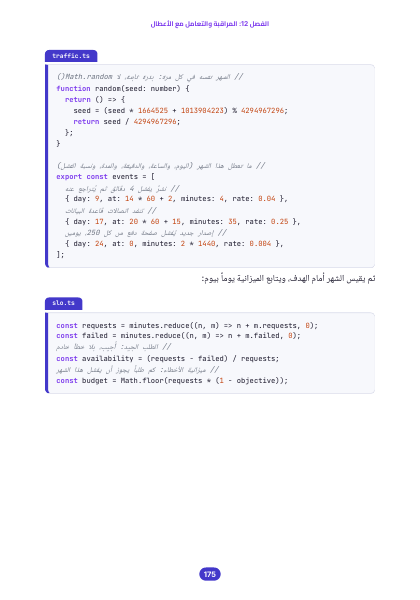 الفصل 12: المراقبة والتعامل مع الأعطال
traffic.ts
// الشهر نفسه في كل مرة: بذرة ثابتة، لا Math.random()
function random(seed: number) {
return () => {
seed = (seed * 1664525 + 1013904223) % 4294967296;
return seed / 4294967296;
};
}
// ما تعطل هذا الشهر (اليوم، والساعة، والدقيقة، والمدة، ونسبة الفشل)
export const events = [
// نشرٌ يفشل 4 دقائق ثم يُتراجع عنه
{ day: 9, at: 14 * 60 + 2, minutes: 4, rate: 0.04 },
// تنفد اتصالات قاعدة البيانات
{ day: 17, at: 20 * 60 + 15, minutes: 35, rate: 0.25 },
// إصدار جديد يُفشل صفحة دفع من كل 250، يومين
{ day: 24, at: 0, minutes: 2 * 1440, rate: 0.004 },
];
ثم يقيس الشهر أمام الهدف، ويتابع الميزانية يوماً بيوم:
slo.ts
const requests = minutes.reduce((n, m) => n + m.requests, 0);
const failed = minutes.reduce((n, m) => n + m.failed, 0);
// الطلب الجيد: أُجيب، بلا خطأ خادم
const availability = (requests - failed) / requests;
// ميزانية الأخطاء: كم طلباً يجوز أن يفشل هذا الشهر
const budget = Math.floor(requests * (1 - objective));
175